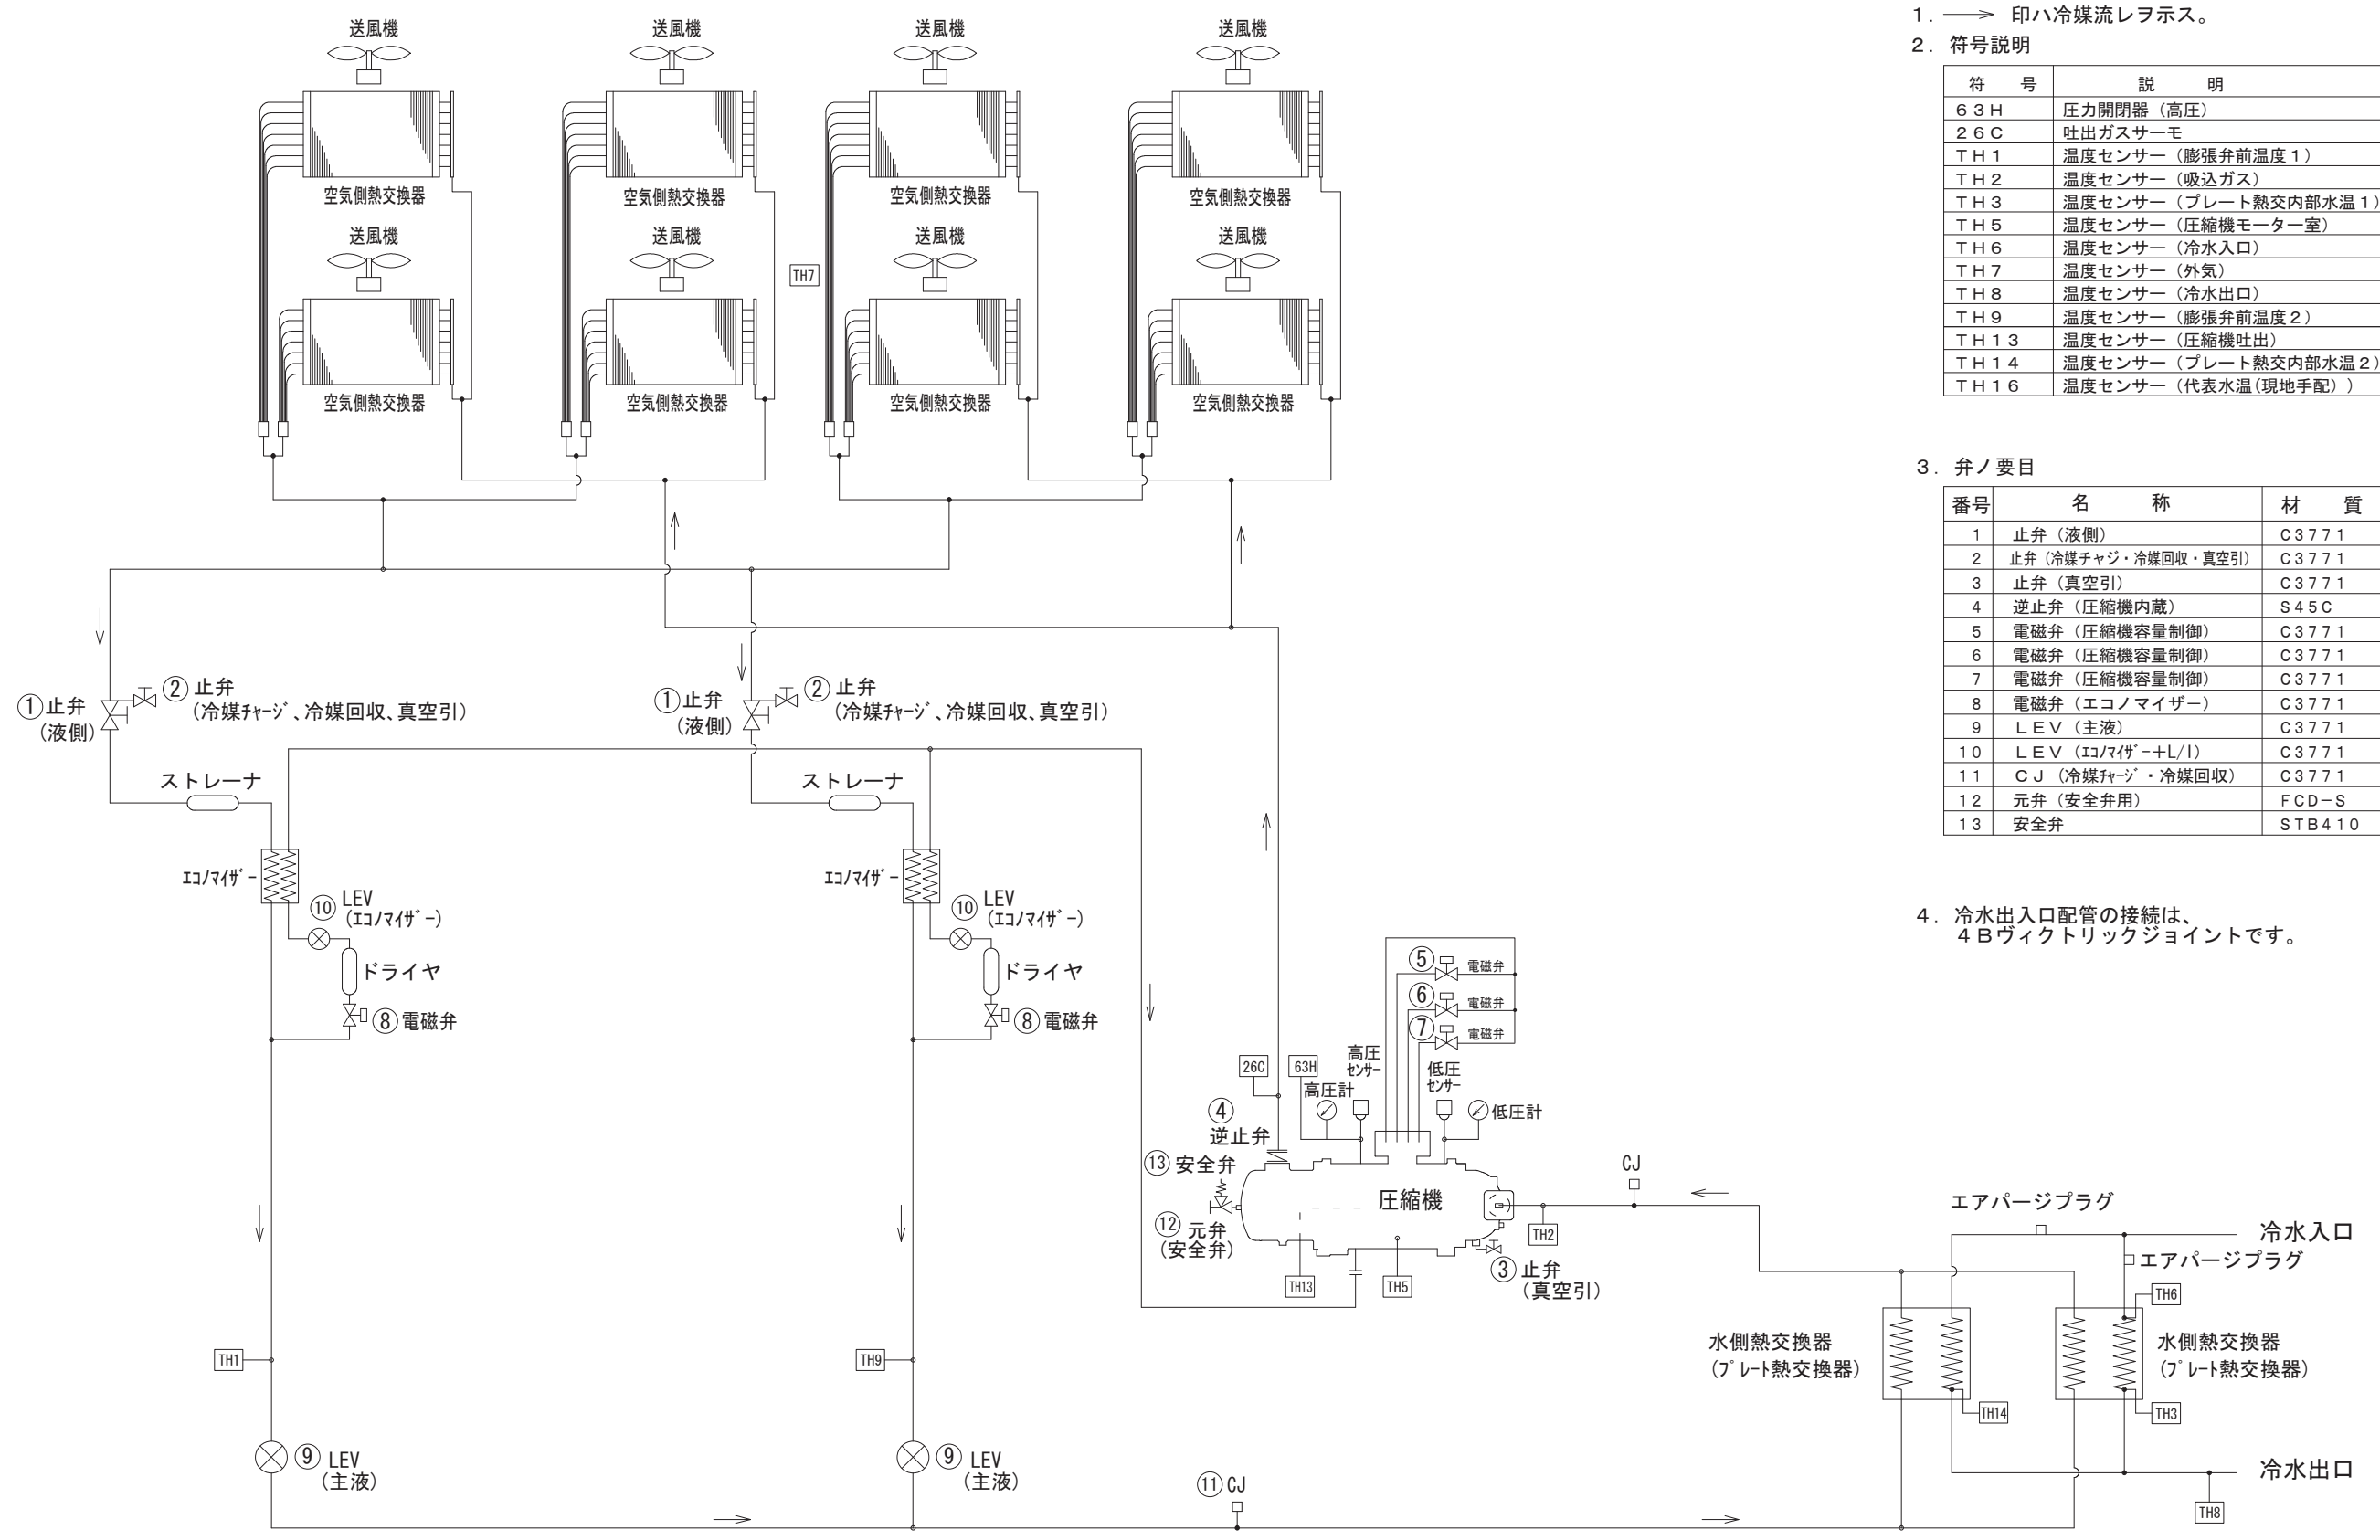 送風機
送風機
送風機
送風機
空気側熱交換器
空気側熱交換器
空気側熱交換器
空気側熱交換器
送風機
送風機
TH7
送風機
送風機
空気側熱交換器
空気側熱交換器
空気側熱交換器
空気側熱交換器
①止弁
(液側)
②止弁
(冷媒ﾁｬｰｼﾞ、冷媒回収、真空引)
①止弁
(液側)
②止弁
(冷媒ﾁｬｰｼﾞ、冷媒回収、真空引)
ストレーナ
ストレーナ
ｴｺﾉﾏｲｻﾞｰ
⑩ LEV
(ｴｺﾉﾏｲｻﾞｰ)
ドライヤ
⑧電磁弁
ｴｺﾉﾏｲｻﾞｰ
⑩ LEV
(ｴｺﾉﾏｲｻﾞｰ)
ドライヤ
⑧電磁弁
⑤ 電磁弁
⑥ 電磁弁
⑦ 電磁弁
26C
63H
高圧
ｾﾝｻｰ
高圧計
低圧
ｾﾝｻｰ
低圧計
④
逆止弁
⑬安全弁
⑫元弁
(安全弁)
圧縮機
TH13
TH5
TH2
CJ
③止弁
(真空引)
エアパージプラグ
冷水入口
エアパージプラグ
TH6
水側熱交換器
(ﾌﾟﾚｰﾄ熱交換器)
水側熱交換器
(ﾌﾟﾚｰﾄ熱交換器)
TH14
TH3
冷水出口
TH8
TH1
TH9
⑨ LEV
(主液)
⑨ LEV
(主液)
⑪ CJ
1. → 印ハ冷媒流レヲ示ス。
2. 符号説明
符 号 説 明
63H 圧力開閉器(高圧)
26C 吐出ガスサーモ
TH1 温度センサー(膨張弁前温度1)
TH2 温度センサー(吸込ガス)
TH3 温度センサー(プレート熱交内部水温1)
TH5 温度センサー(圧縮機モーター室)
TH6 温度センサー(冷水入口)
TH7 温度センサー(外気)
TH8 温度センサー(冷水出口)
TH9 温度センサー(膨張弁前温度2)
TH13 温度センサー(圧縮機吐出)
TH14 温度センサー(プレート熱交内部水温2)
TH16 温度センサー(代表水温(現地手配))
3. 弁ノ要目
番号 名 称 材 質
1 止弁(液側) C3771
2 止弁(冷媒チャジ・冷媒回収・真空引) C3771
3 止弁(真空引) C3771
4 逆止弁(圧縮機内蔵) S45C
5 電磁弁(圧縮機容量制御) C3771
6 電磁弁(圧縮機容量制御) C3771
7 電磁弁(圧縮機容量制御) C3771
8 電磁弁(エコノマイザー) C3771
9 LEV(主液) C3771
10 LEV(ｴｺﾉﾏｲｻﾞｰ+L/I) C3771
11 CJ(冷媒ﾁｬｰｼﾞ・冷媒回収) C3771
12 元弁(安全弁用) FCD-S
13 安全弁 STB410
4. 冷水出入口配管の接続は、
4Bヴィクトリックジョイントです。